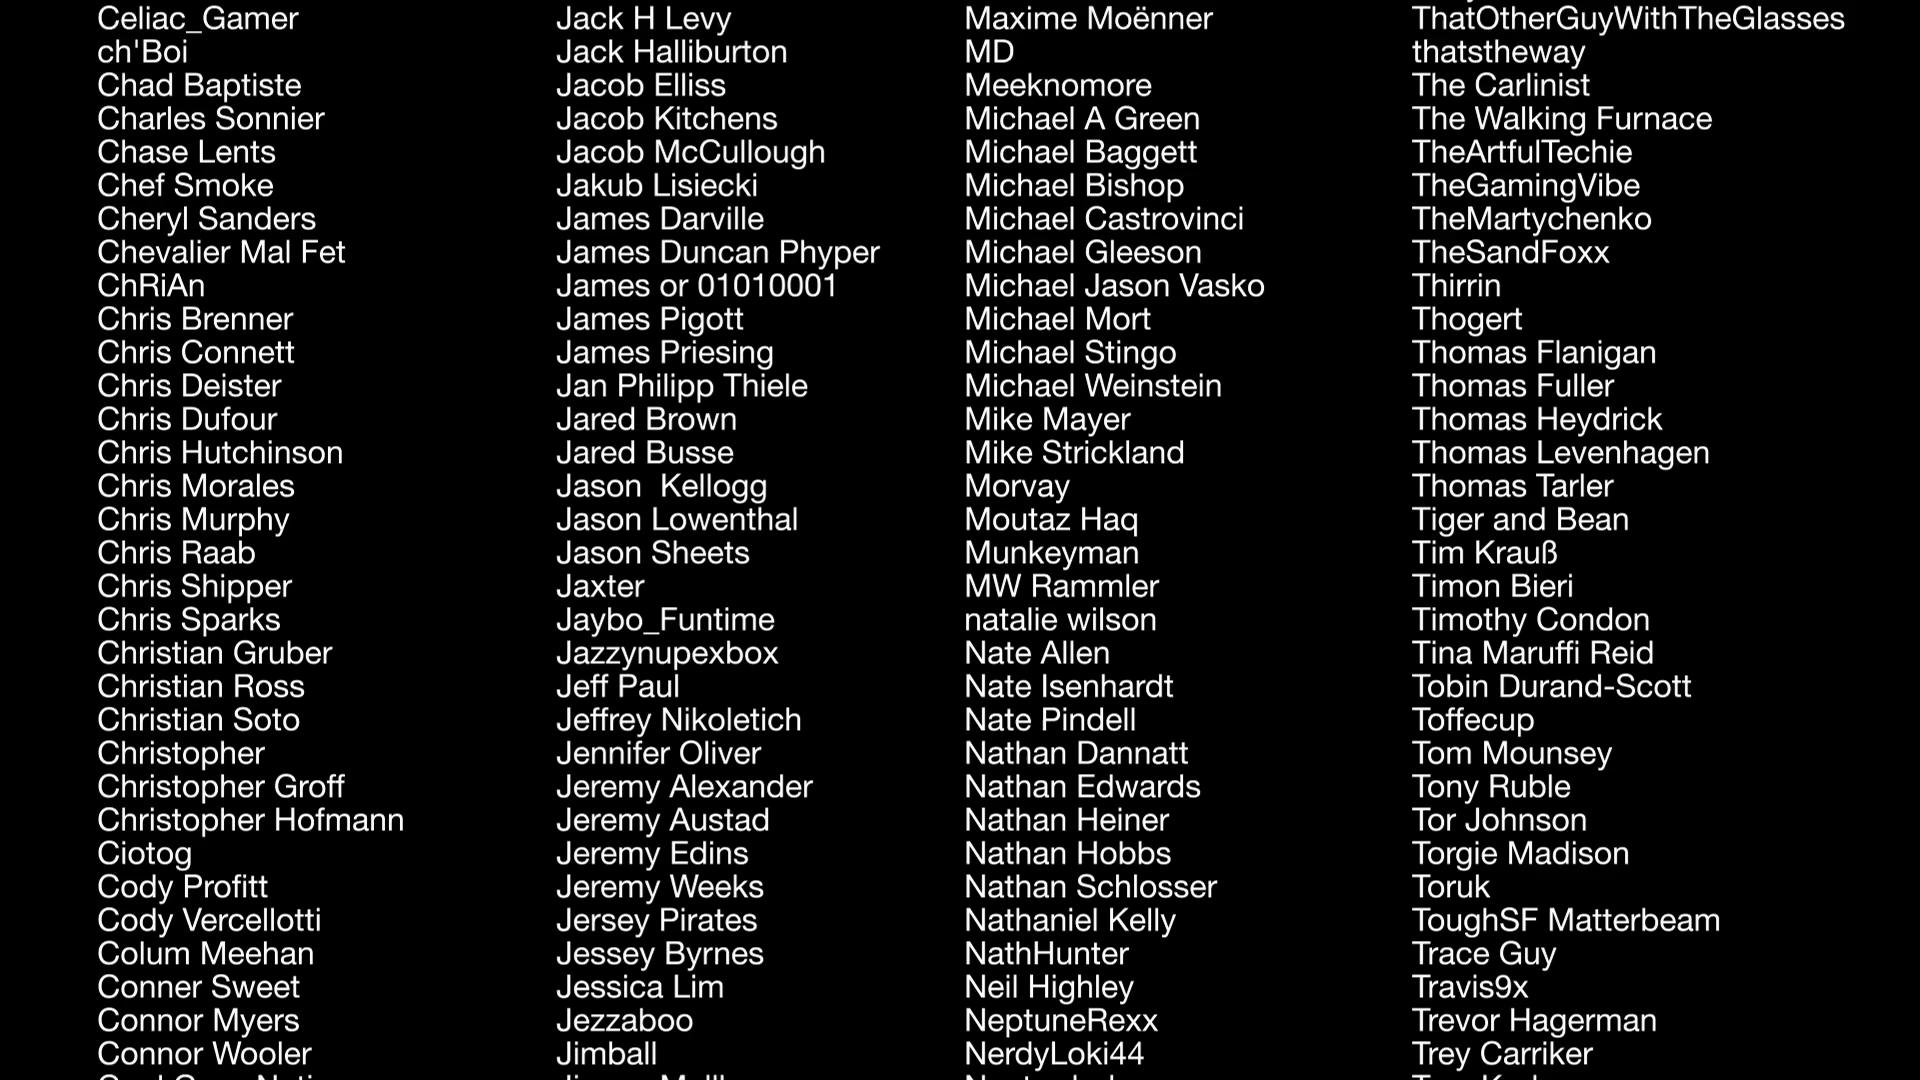 Celiac_Gamer
ch'Boi
Chad Baptiste
Charles Sonnier
Chase Lents
Chef Smoke
Cheryl Sanders
Chevalier Mal Fet
ChRiAn
Chris Brenner
Chris Connett
Chris Deister
Chris Dufour
Chris Hutchinson
Chris Morales
Chris Murphy
Chris Raab
Chris Shipper
Chris Sparks
Christian Gruber
Christian Ross
Christian Soto
Christopher
Christopher Groff
Christopher Hofmann
Ciotog
Cody Profitt
Cody Vercellotti
Colum Meehan
Conner Sweet
Connor Myers
Connor Wooler
Jack H Levy
Jack Halliburton
Jacob Elliss
Jacob Kitchens
Jacob McCullough
Jakub Lisiecki
James Darville
James Duncan Phyper
James or 01010001
James Pigott
James Priesing
Jan Philipp Thiele
Jared Brown
Jared Busse
Jason  Kellogg
Jason Lowenthal
Jason Sheets
Jaxter
Jaybo_Funtime
Jazzynupexbox
Jeff Paul
Jeffrey Nikoletich
Jennifer Oliver
Jeremy Alexander
Jeremy Austad
Jeremy Edins
Jeremy Weeks
Jersey Pirates
Jessey Byrnes
Jessica Lim
Jezzaboo
Jimball
Maxime Moënner
MD
Meeknomore
Michael A Green
Michael Baggett
Michael Bishop
Michael Castrovinci
Michael Gleeson
Michael Jason Vasko
Michael Mort
Michael Stingo
Michael Weinstein
Mike Mayer
Mike Strickland
Morvay
Moutaz Haq
Munkeyman
MW Rammler
natalie wilson
Nate Allen
Nate Isenhardt
Nate Pindell
Nathan Dannatt
Nathan Edwards
Nathan Heiner
Nathan Hobbs
Nathan Schlosser
Nathaniel Kelly
NathHunter
Neil Highley
NeptuneRexx
NerdyLoki44
ThatOtherGuyWithTheGlasses
thatstheway
The Carlinist
The Walking Furnace
TheArtfulTechie
TheGamingVibe
TheMartychenko
TheSandFoxx
Thirrin
Thogert
Thomas Flanigan
Thomas Fuller
Thomas Heydrick
Thomas Levenhagen
Thomas Tarler
Tiger and Bean
Tim Krauß
Timon Bieri
Timothy Condon
Tina Maruffi Reid
Tobin Durand-Scott
Toffecup
Tom Mounsey
Tony Ruble
Tor Johnson
Torgie Madison
Toruk
ToughSF Matterbeam
Trace Guy
Travis9x
Trevor Hagerman
Trey Carriker